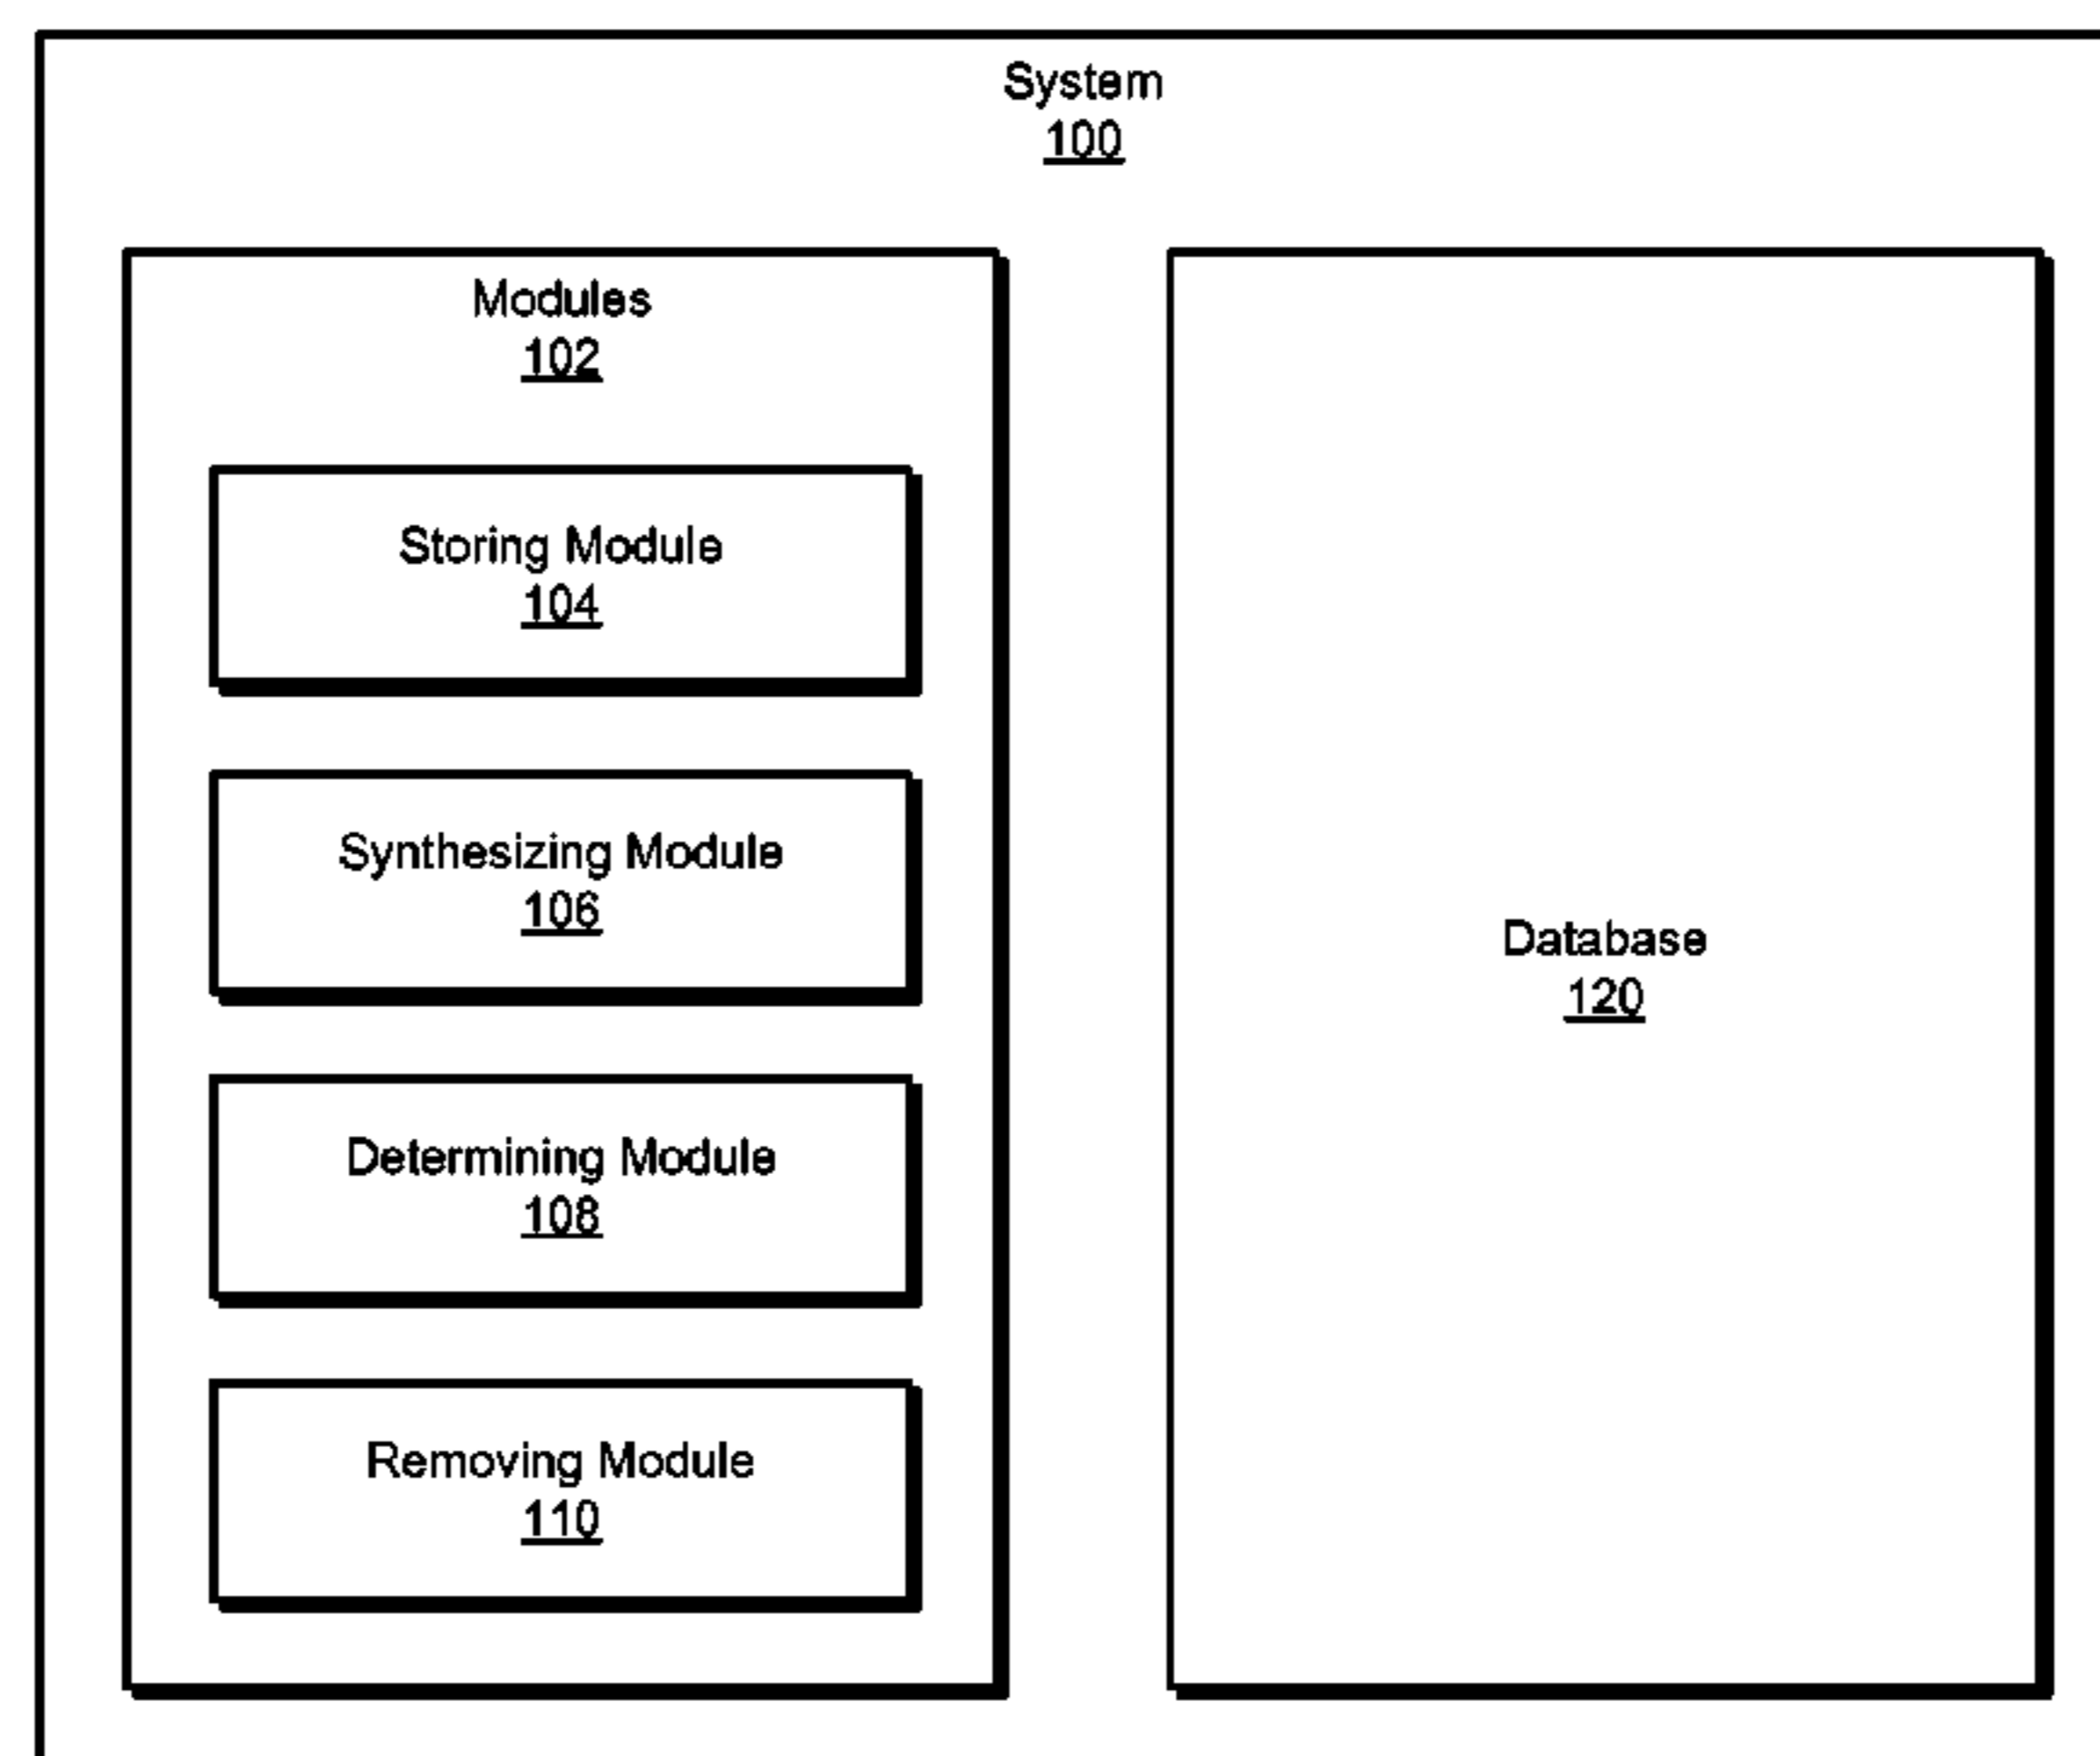 System
100
Modules
102
Storing Module
104
Synthesizing Module
106
Determining Module
108
Removing Module
110
Database
120